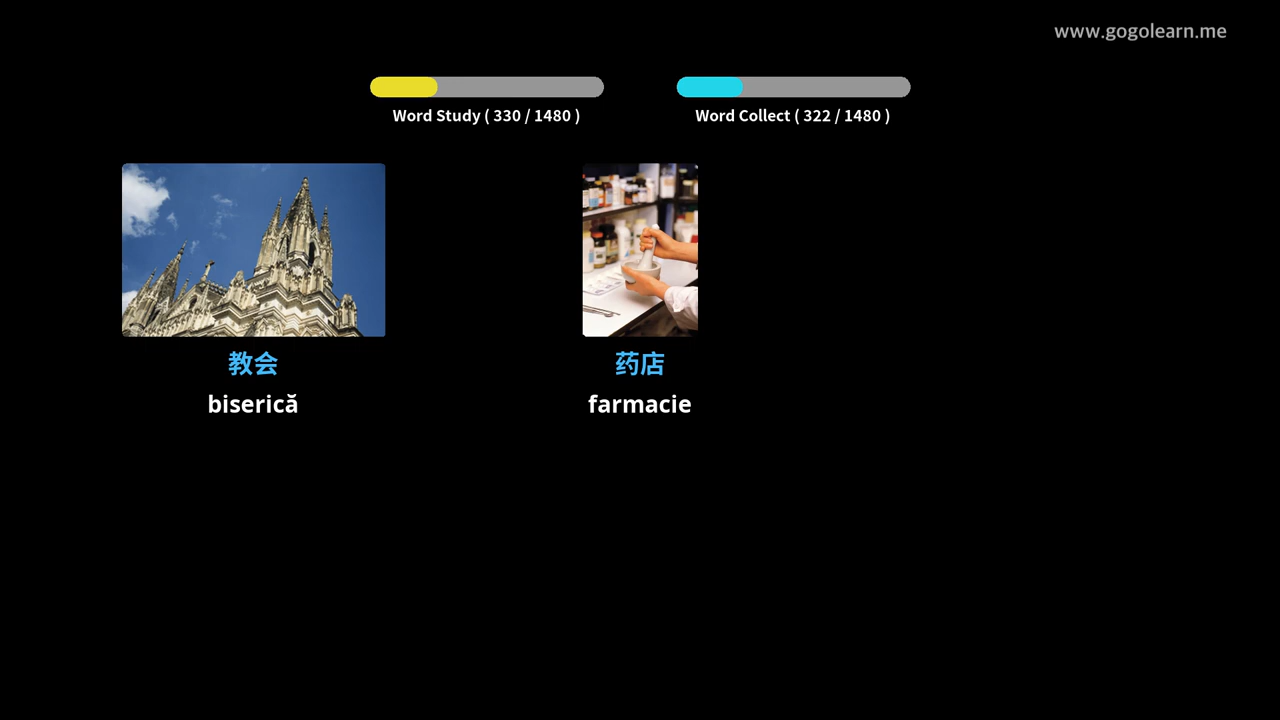 www.gogolearn.me
Word Study ( 330 / 1480 )
Word Collect ( 322 / 1480 )
教会
药店
biserică
farmacie